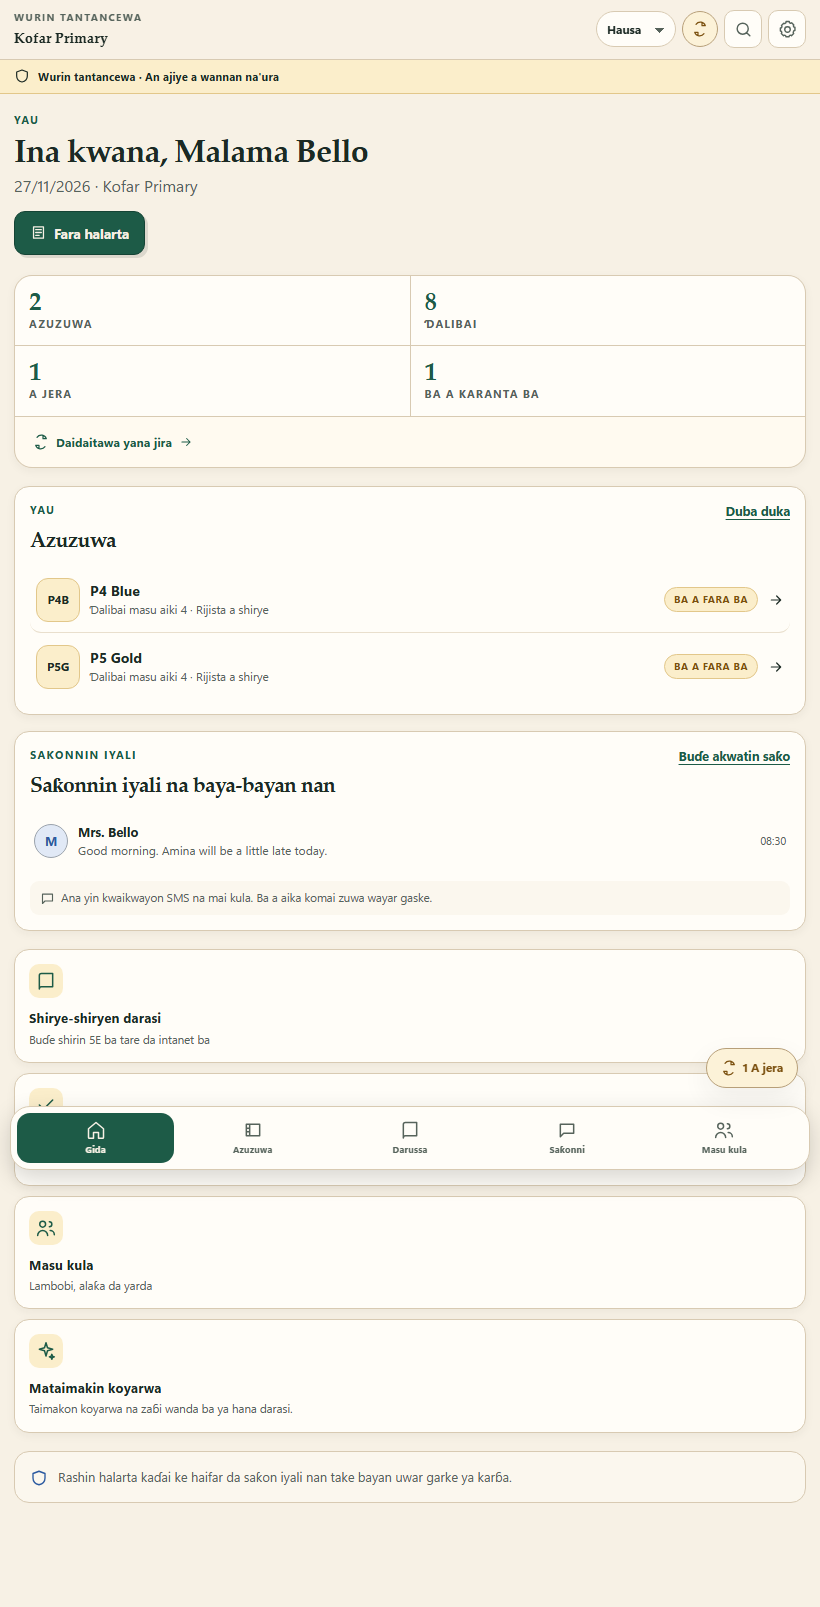 WURIN TANTANCEWA
Kofar Primary
Hausa
Wurin tantancewa · An ajiye a wannan na'ura
YAU
Ina kwana, Malama Bello
27/11/2026 · Kofar Primary
Fara halarta
2
AZUZUWA
8
ƊALIBAI
1
A JERA
1
BA A KARANTA BA
Daidaitawa yana jira
YAU
Duba duka
Azuzuwa
P4B
P4 Blue
Ɗalibai masu aiki 4 · Rijista a shirye
BA A FARA BA
P5G
P5 Gold
Ɗalibai masu aiki 4 · Rijista a shirye
BA A FARA BA
SAƘONNIN IYALI
Buɗe akwatin saƙo
Saƙonnin iyali na baya-bayan nan
M
Mrs. Bello
Good morning. Amina will be a little late today.
08:30
Ana yin kwaikwayon SMS na mai kula. Ba a aika komai zuwa wayar gaske.
Shirye-shiryen darasi
Buɗe shirin 5E ba tare da intanet ba
1 A jera
Gida
Azuzuwa
Darussa
Saƙonni
Masu kula
Masu kula
Lambobi, alaƙa da yarda
Mataimakin koyarwa
Taimakon koyarwa na zaɓi wanda ba ya hana darasi.
Rashin halarta kaɗai ke haifar da saƙon iyali nan take bayan uwar garke ya karɓa.